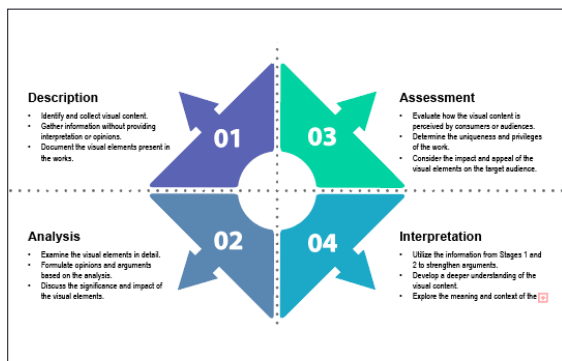 Description
• Identify and collect visual content.
• Gather information without providing
interpretation or opinions.
• Document the visual elements present in
the works.
01
Analysis
• Examine the visual elements in detail.
• Formulate opinions and arguments
based on the analysis.
• Discuss the significance and impact of
the visual elements.
02
03
Assessment
• Evaluate how the visual content is
perceived by consumers or audiences.
• Determine the uniqueness and privileges
of the work.
• Consider the impact and appeal of the
visual elements on the target audience.
04
Interpretation
• Utilize the information from Stages 1 and
2 to strengthen arguments.
• Develop a deeper understanding of the
visual content.
• Explore the meaning and context of the